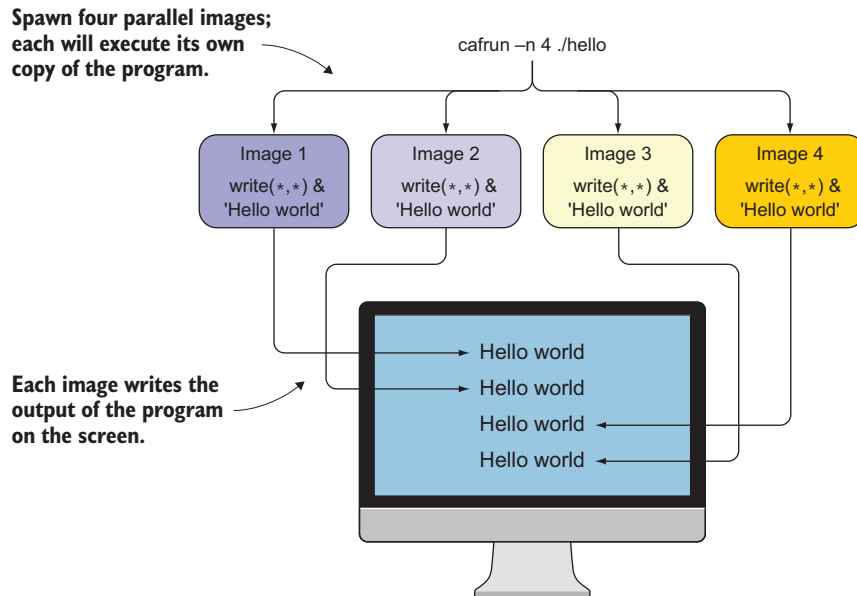 Spawn four parallel images;
each will execute its own
copy of the program.
cafrun –n 4 ./hello
Image 1
write(*,*) &
'Hello world'
Image 2
write(*,*) &
'Hello world'
Image 3
write(*,*) &
'Hello world'
Image 4
write(*,*) &
'Hello world'
Each image writes the
output of the program
on the screen.
Hello world
Hello world
Hello world
Hello world